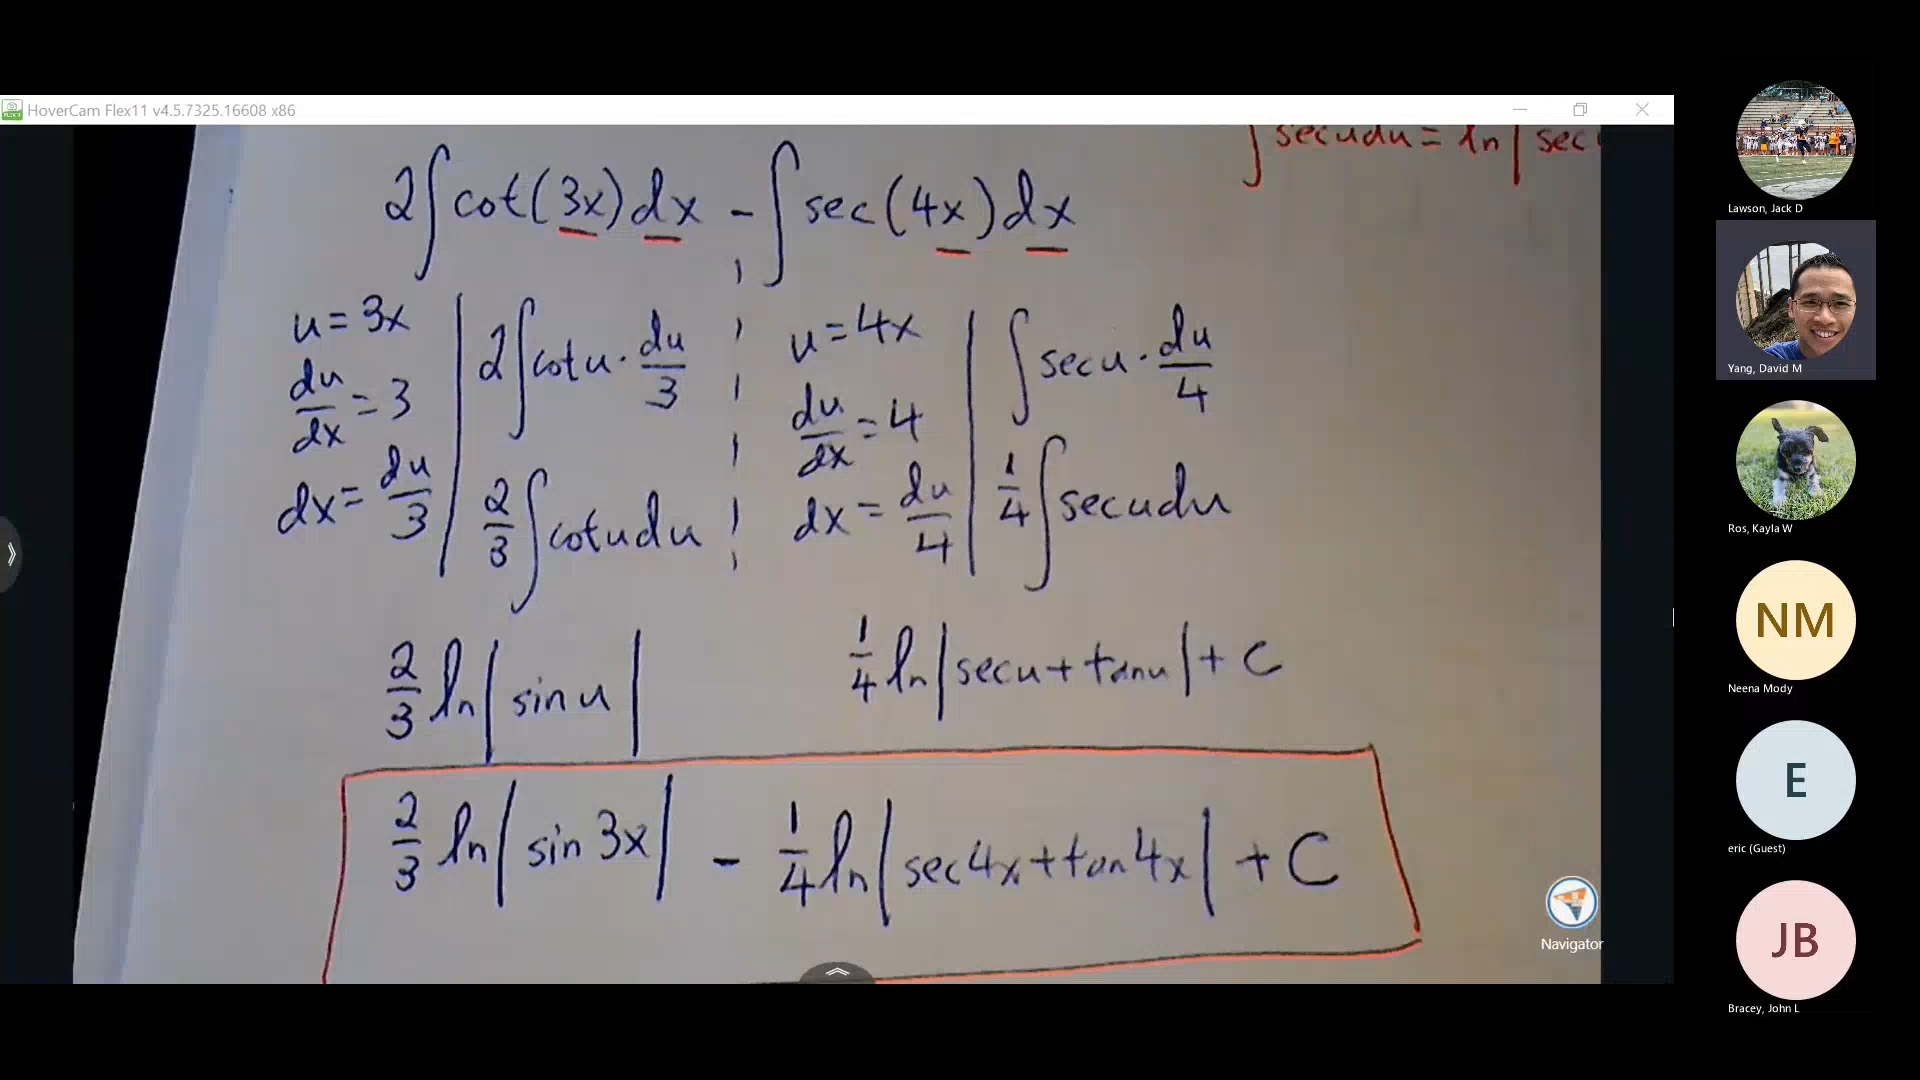 HoverCam Flex11 v4.5.7325.16608 x86
∫ secudu = ln | sec
2∫cot(3x)dx - ∫sec(4x)dx
u = 3x
du/dx = 3
dx = du/3
2∫cotu · du/3
2/3 ∫cotudu
u = 4x
du/dx = 4
dx = du/4
∫secu · du/4
1/4 ∫secudu
2/3 ln|sinu|
1/4 ln|secu + tanu| + C
2/3 ln|sin 3x| - 1/4 ln|sec4x + tan4x| + C
Navigator
Lawson, Jack D
Yang, David M
Ros, Kayla W
NM
Neena Mody
E
eric (Guest)
JB
Bracey, John L